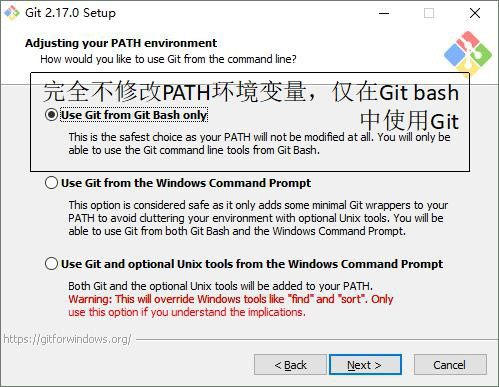 Git 2.17.0 Setup
Adjusting your PATH environment
How would you like to use Git from the command line?
完全不修改PATH环境变量，仅在Git bash
中使用Git
Use Git from Git Bash only
This is the safest choice as your PATH will not be modified at all. You will only be
able to use the Git command line tools from Git Bash.
Use Git from the Windows Command Prompt
This option is considered safe as it only adds some minimal Git wrappers to your
PATH to avoid cluttering your environment with optional Unix tools. You will be
able to use Git from both Git Bash and the Windows Command Prompt.
Use Git and optional Unix tools from the Windows Command Prompt
Both Git and the optional Unix tools will be added to your PATH.
Warning: This will override Windows tools like "find" and "sort". Only
use this option if you understand the implications.
https://gitforwindows.org/
< Back
Next >
Cancel